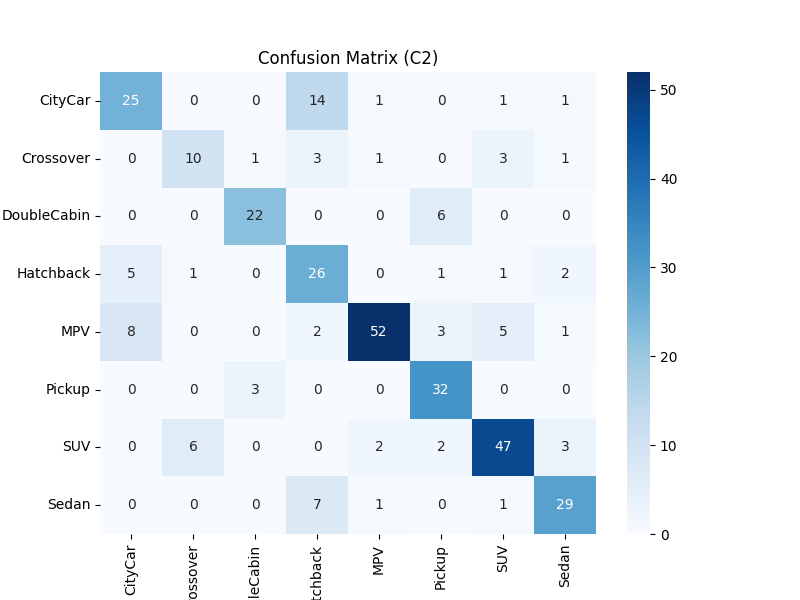 Confusion Matrix (C2)
CityCar 25 0 0 14 1 0 1 1
Crossover 0 10 1 3 1 0 3 1
DoubleCabin 0 0 22 0 0 6 0 0
Hatchback 5 1 0 26 0 1 1 2
MPV 8 0 0 2 52 3 5 1
Pickup 0 0 3 0 0 32 0 0
SUV 0 6 0 0 2 2 47 3
Sedan 0 0 0 7 1 0 1 29
CityCar
ossover
leCabin
tchback
MPV
Pickup
SUV
Sedan
50
40
30
20
10
0